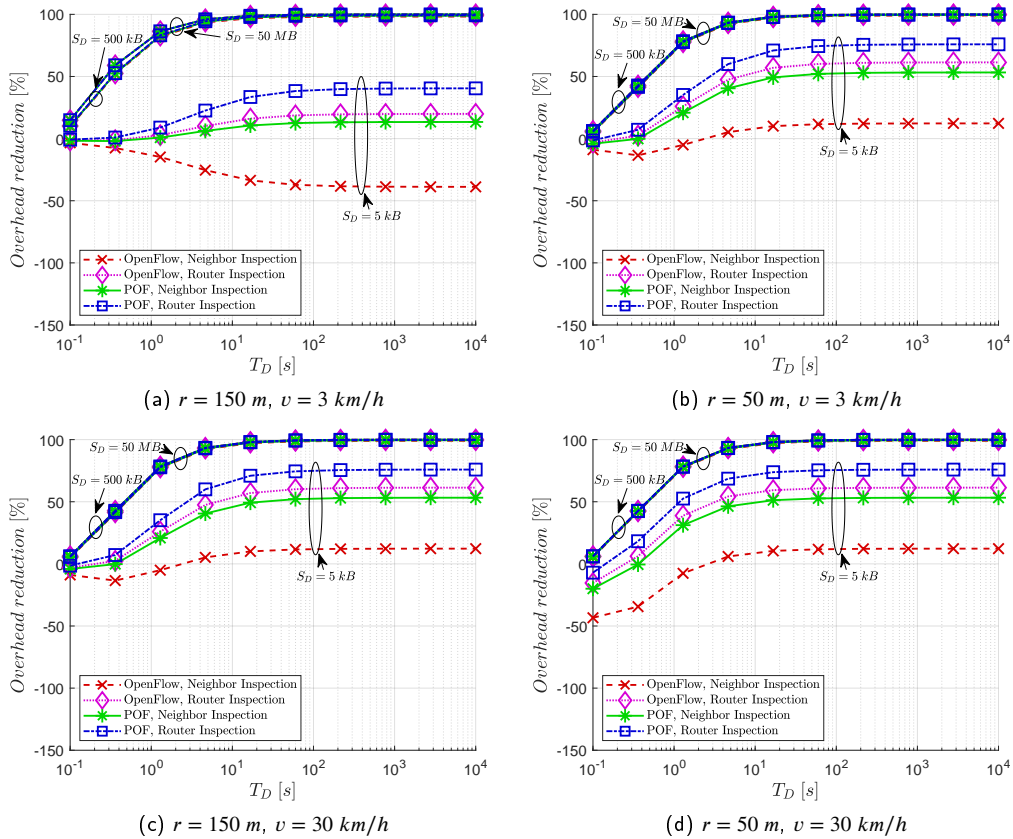 100
50
0
-50
-100
-150
Overhead reduction [%]
S_D = 500 kB
S_D = 50 MB
S_D = 5 kB
OpenFlow, Neighbor Inspection
OpenFlow, Router Inspection
POF, Neighbor Inspection
POF, Router Inspection
10^-1 10^0 10^1 10^2 10^3 10^4
T_D [s]
(a) r = 150 m, v = 3 km/h
100
50
0
-50
-100
-150
Overhead reduction [%]
S_D = 50 MB
S_D = 500 kB
S_D = 5 kB
OpenFlow, Neighbor Inspection
OpenFlow, Router Inspection
POF, Neighbor Inspection
POF, Router Inspection
10^-1 10^0 10^1 10^2 10^3 10^4
T_D [s]
(b) r = 50 m, v = 3 km/h
100
50
0
-50
-100
-150
Overhead reduction [%]
S_D = 50 MB
S_D = 500 kB
S_D = 5 kB
OpenFlow, Neighbor Inspection
OpenFlow, Router Inspection
POF, Neighbor Inspection
POF, Router Inspection
10^-1 10^0 10^1 10^2 10^3 10^4
T_D [s]
(c) r = 150 m, v = 30 km/h
100
50
0
-50
-100
-150
Overhead reduction [%]
S_D = 50 MB
S_D = 500 kB
S_D = 5 kB
OpenFlow, Neighbor Inspection
OpenFlow, Router Inspection
POF, Neighbor Inspection
POF, Router Inspection
10^-1 10^0 10^1 10^2 10^3 10^4
T_D [s]
(d) r = 50 m, v = 30 km/h